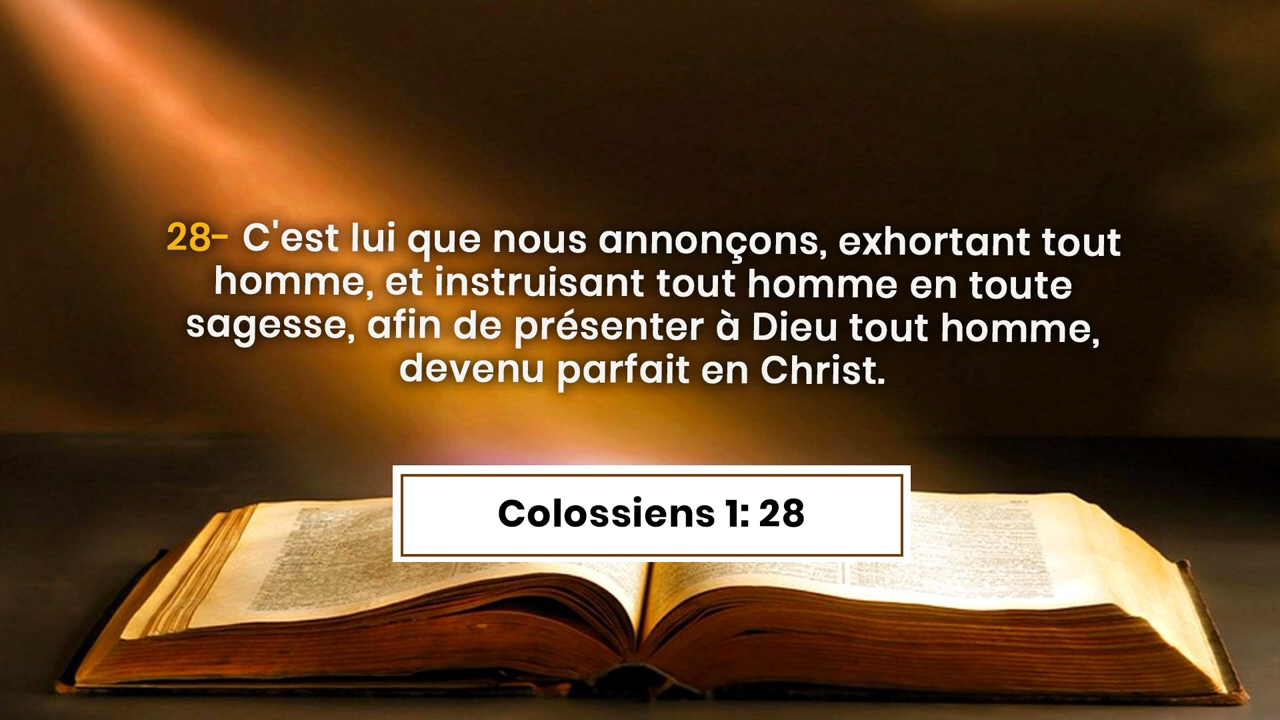 28- C'est lui que nous annonçons, exhortant tout
homme, et instruisant tout homme en toute
sagesse, afin de présenter à Dieu tout homme,
devenu parfait en Christ.
Colossiens 1: 28